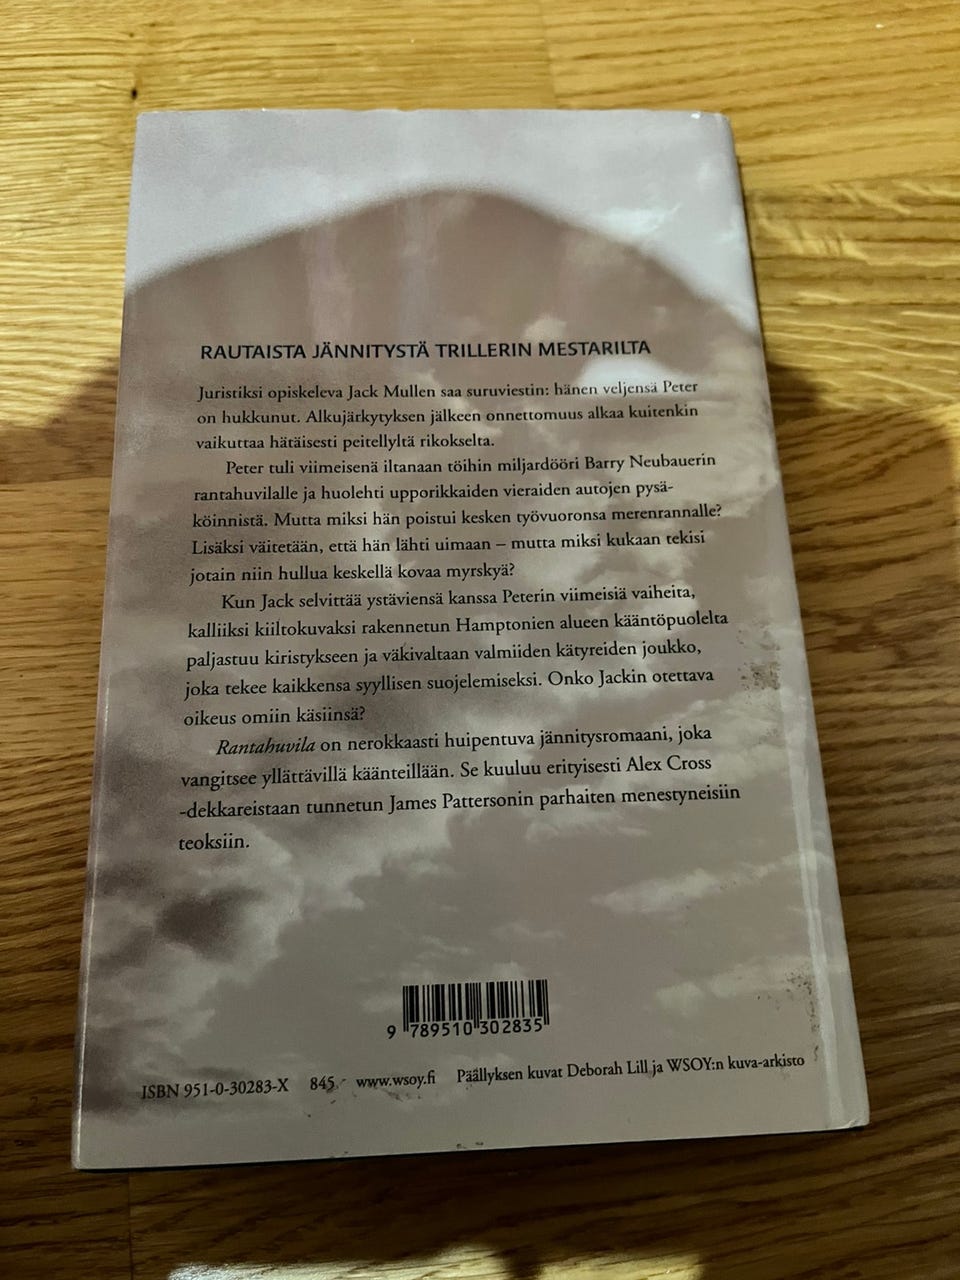 RAUTAISTA JÄNNITYSTÄ TRILLERIN MESTARILTA
Juristiksi opiskeleva Jack Mullen saa suruviestin: hänen veljensä Peter
on hukkunut. Alkujärkytyksen jälkeen onnettomuus alkaa kuitenkin
vaikuttaa hätäisesti peitellyltä rikokselta.
Peter tuli viimeisenä iltanaan töihin miljardööri Barry Neubauerin
rantahuvilalle ja huolehti upporikkaiden vieraiden autojen pysä-
köinnistä. Mutta miksi hän poistui kesken työvuoronsa merenrannalle?
Lisäksi väitetään, että hän lähti uimaan – mutta miksi kukaan tekisi
jotain niin hullua keskellä kovaa myrskyä?
Kun Jack selvittää ystäviensä kanssa Peterin viimeisiä vaiheita,
kalliiksi kiiltokuvaksi rakennetun Hamptonien alueen kääntöpuolelta
paljastuu kiristykseen ja väkivaltaan valmiiden kätyreiden joukko,
joka tekee kaikkensa syyllisen suojelemiseksi. Onko Jackin otettava
oikeus omiin käsiinsä?
Rantahuvila on nerokkaasti huipentuva jännitysromaani, joka
vangitsee yllättävillä käänteillään. Se kuuluu erityisesti Alex Cross
-dekkareistaan tunnetun James Pattersonin parhaiten menestyneisiin
teoksiin.
9 789510 302835
ISBN 951-0-30283-X 845.- www.wsoy.fi Päällyksen kuvat Deborah Lill ja WSOY:n kuva-arkisto